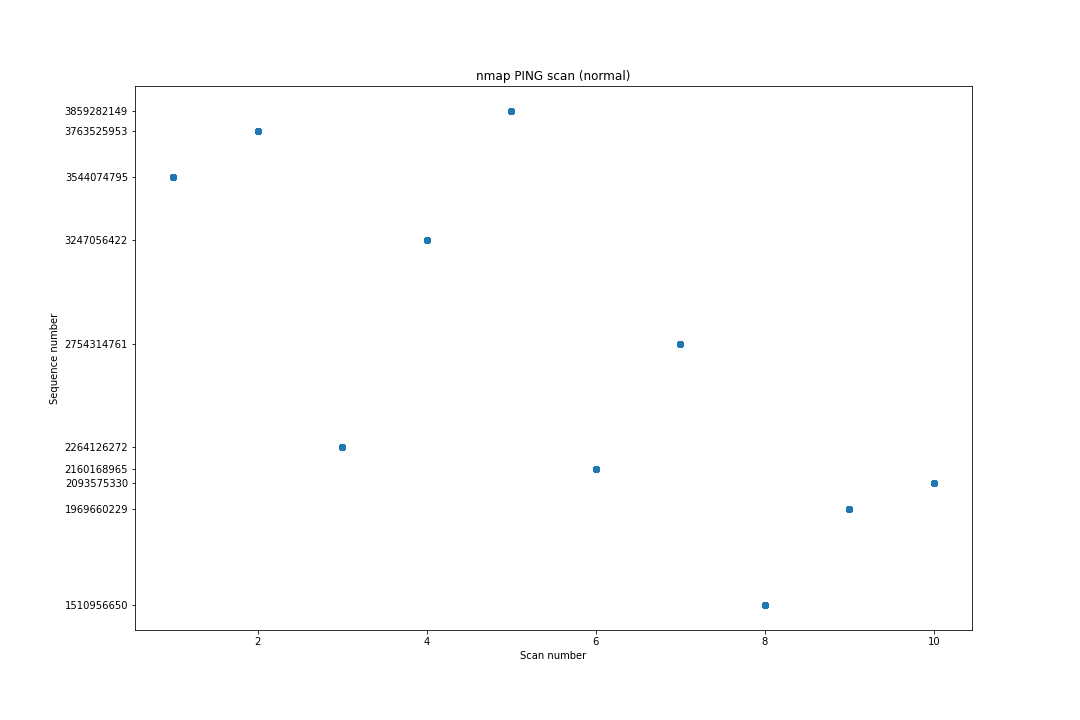 nmap PING scan (normal)
3859282149
3763525953
3544074795
3247056422
2754314761
2264126272
2160168965
2093575330
1969660229
1510956650
Sequence number
2 4 6 8 10
Scan number